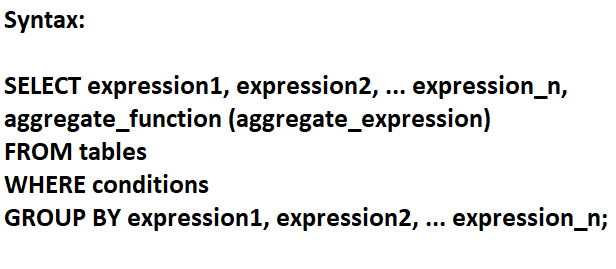 Syntax:
SELECT expression1, expression2, ... expression_n,
aggregate_function (aggregate_expression)
FROM tables
WHERE conditions
GROUP BY expression1, expression2, ... expression_n;